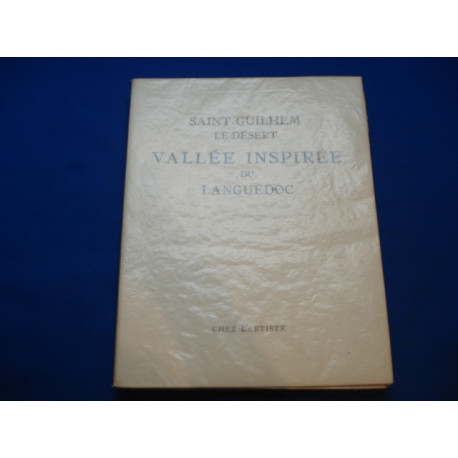 SAINT-GUILHEM
LE DÉSERT
VALLÉE INSPIRÉE
DU
LANGUEDOC
CHEZ L'ARTISTE